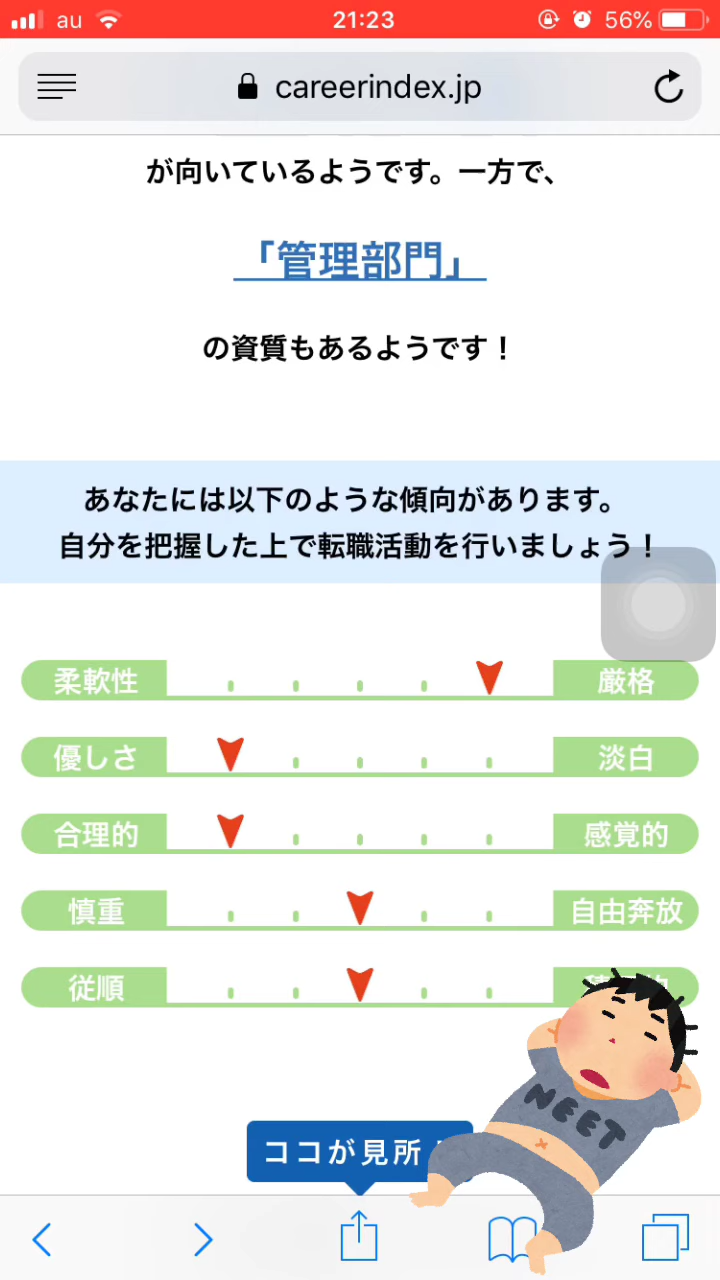 au
21:23
56%
careerindex.jp
が向いているようです。一方で、
「管理部門」
の資質もあるようです！
あなたには以下のような傾向があります。
自分を把握した上で転職活動を行いましょう！
柔軟性 厳格
優しさ 淡白
合理的 感覚的
慎重 自由奔放
従順
NEET
ココが見所